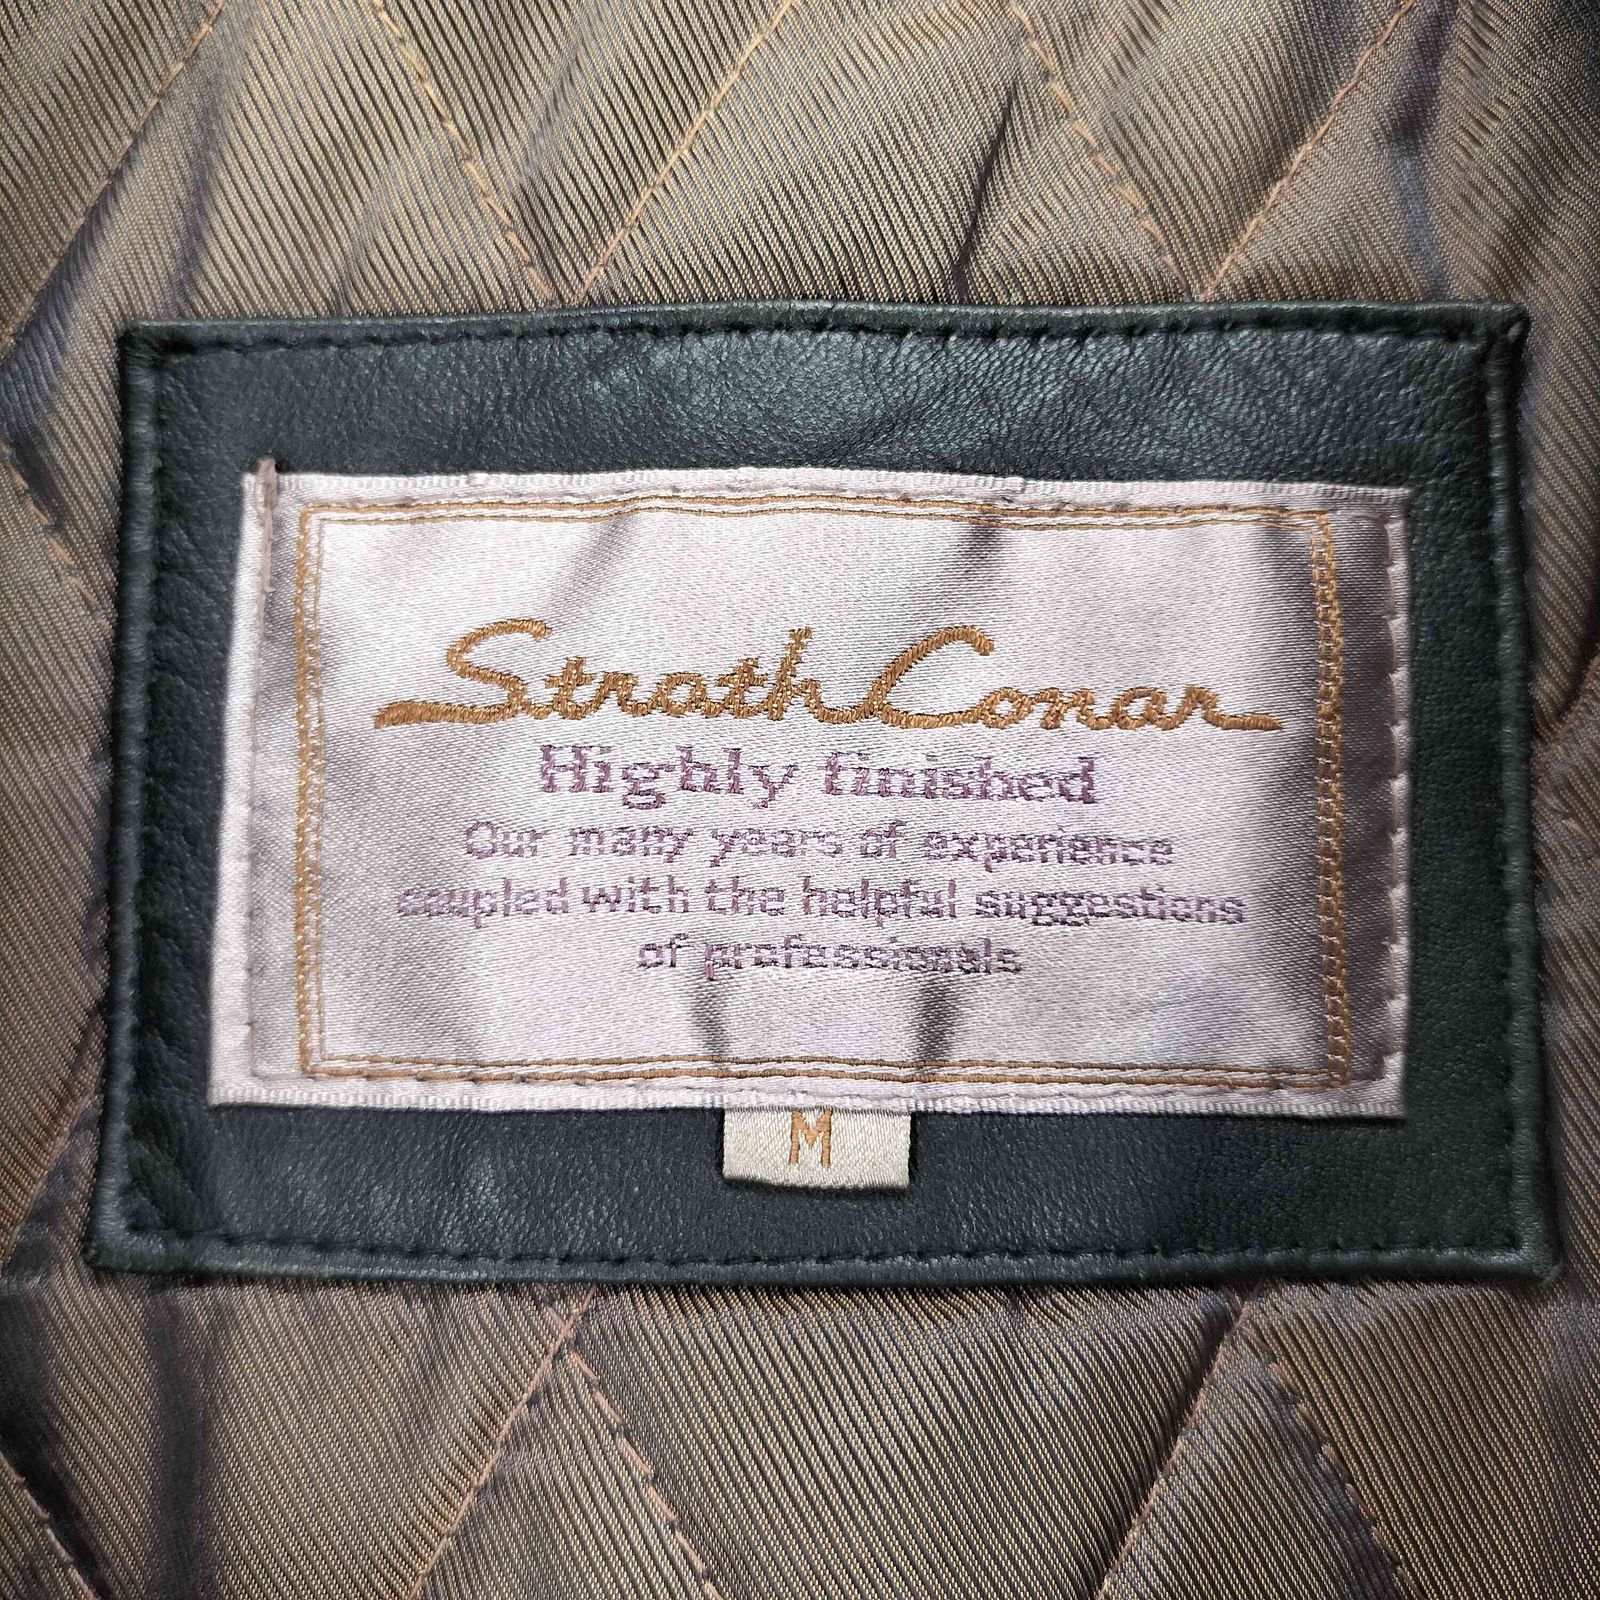 Strath Conar
Highly finished
Our many years of experience
coupled with the helpful suggestions
of professionals
M